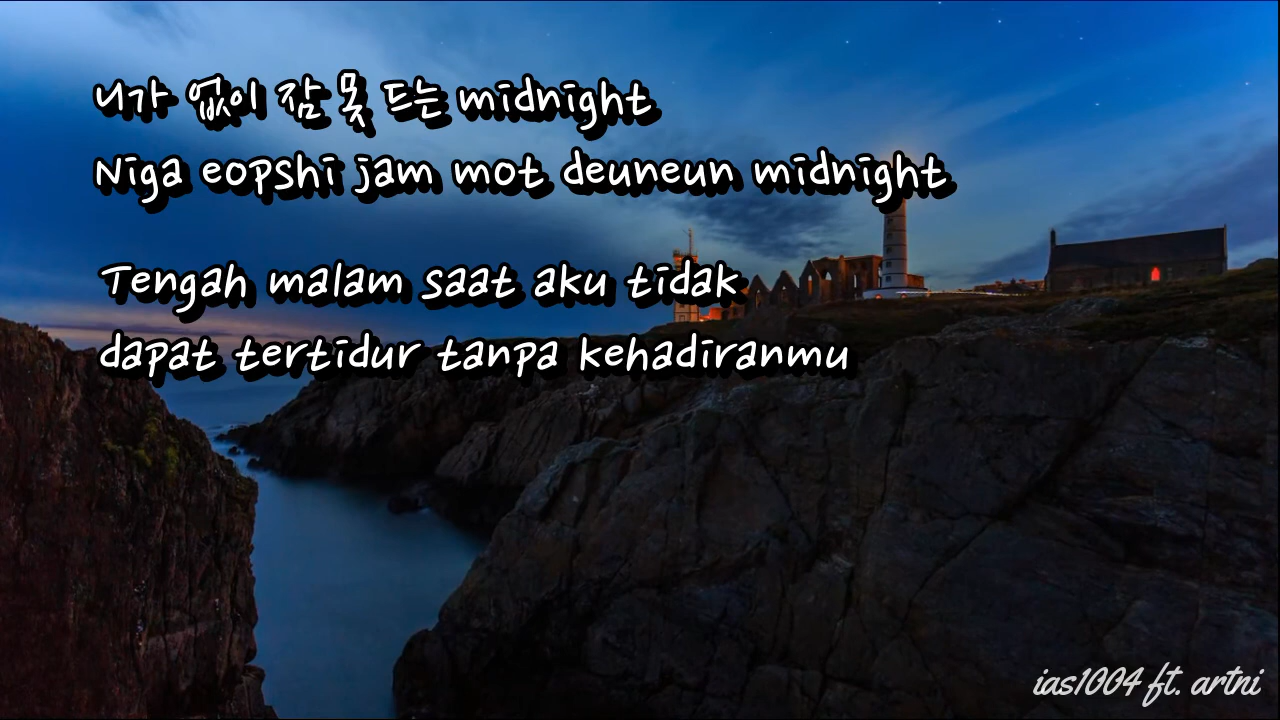 니가 없이 잠 못 드는 midnight
Niga eopshi jam mot deuneun midnight
Tengah malam saat aku tidak
dapat tertidur tanpa kehadiranmu
ias1004 ft. artni